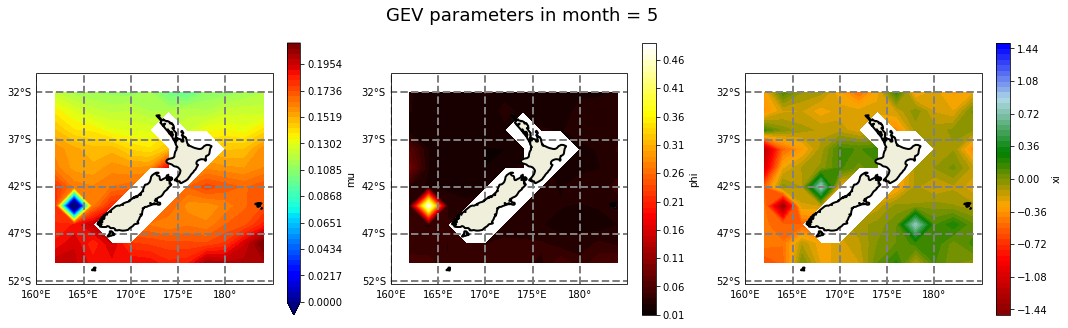 GEV parameters in month = 5
32°S
37°S
42°S
47°S
52°S
160°E 165°E 170°E 175°E 180°
0.1954
0.1736
0.1519
0.1302
0.1085
0.0868
0.0651
0.0434
0.0217
0.0000
mu
32°S
37°S
42°S
47°S
52°S
160°E 165°E 170°E 175°E 180°
0.46
0.41
0.36
0.31
0.26
0.21
0.16
0.11
0.06
0.01
phi
32°S
37°S
42°S
47°S
52°S
160°E 165°E 170°E 175°E 180°
1.44
1.08
0.72
0.36
0.00
−0.36
−0.72
−1.08
−1.44
xi